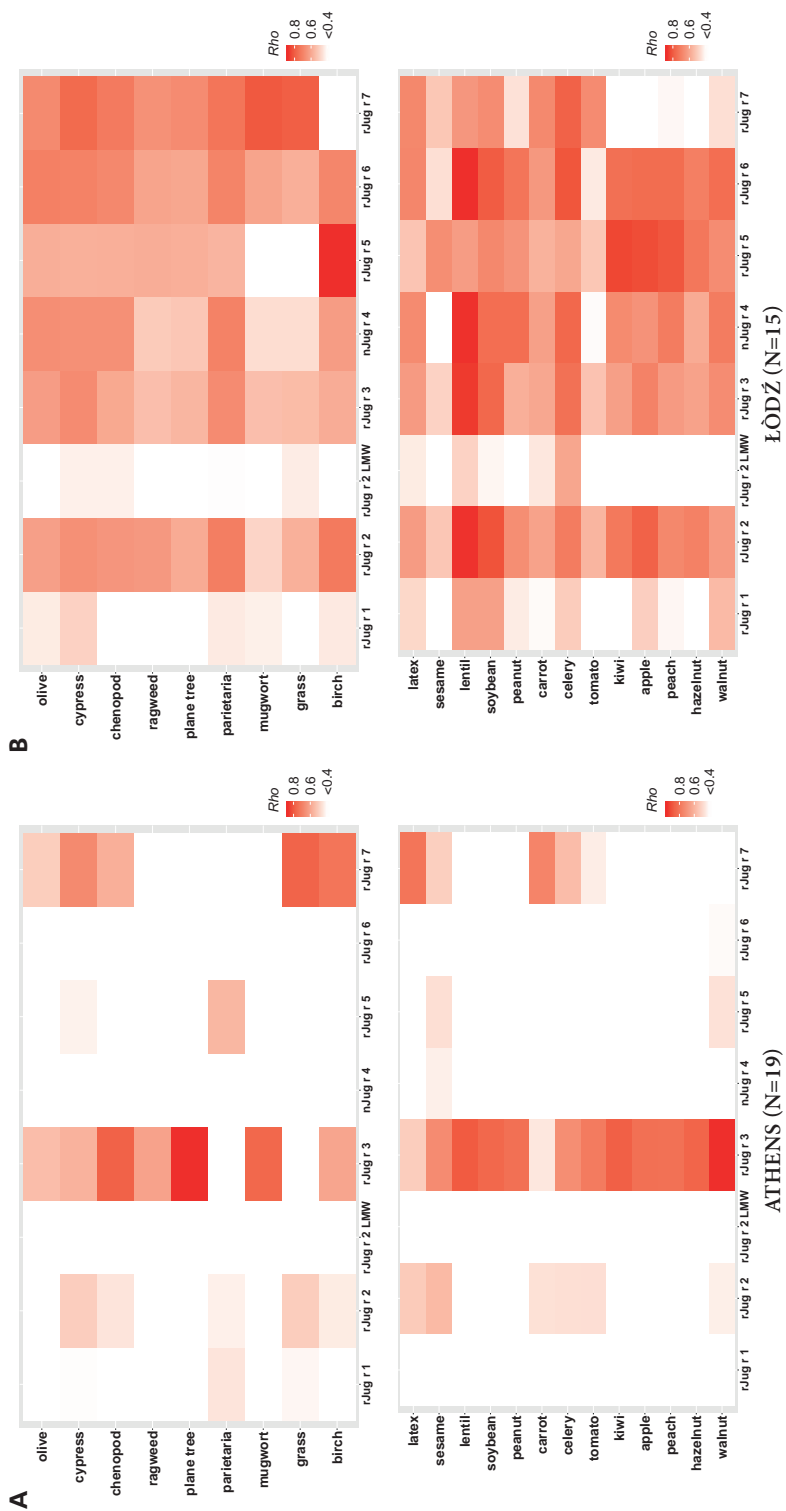 A
olive
cypress
chenopod
ragweed
plane tree
parietaria
mugwort
grass
birch
rJug r 1
rJug r 2
rJug r 2 LMW
rJug r 3
nJug r 4
rJug r 5
rJug r 6
rJug r 7
Rho
0.8
0.6
<0.4
latex
sesame
lentil
soybean
peanut
carrot
celery
tomato
kiwi
apple
peach
hazelnut
walnut
rJug r 1
rJug r 2
rJug r 2 LMW
rJug r 3
nJug r 4
rJug r 5
rJug r 6
rJug r 7
Rho
0.8
0.6
<0.4
ATHENS (N=19)
B
olive
cypress
chenopod
ragweed
plane tree
parietaria
mugwort
grass
birch
rJug r 1
rJug r 2
rJug r 2 LMW
rJug r 3
nJug r 4
rJug r 5
rJug r 6
rJug r 7
Rho
0.8
0.6
<0.4
latex
sesame
lentil
soybean
peanut
carrot
celery
tomato
kiwi
apple
peach
hazelnut
walnut
rJug r 1
rJug r 2
rJug r 2 LMW
rJug r 3
nJug r 4
rJug r 5
rJug r 6
rJug r 7
Rho
0.8
0.6
<0.4
ŁÒDŹ (N=15)